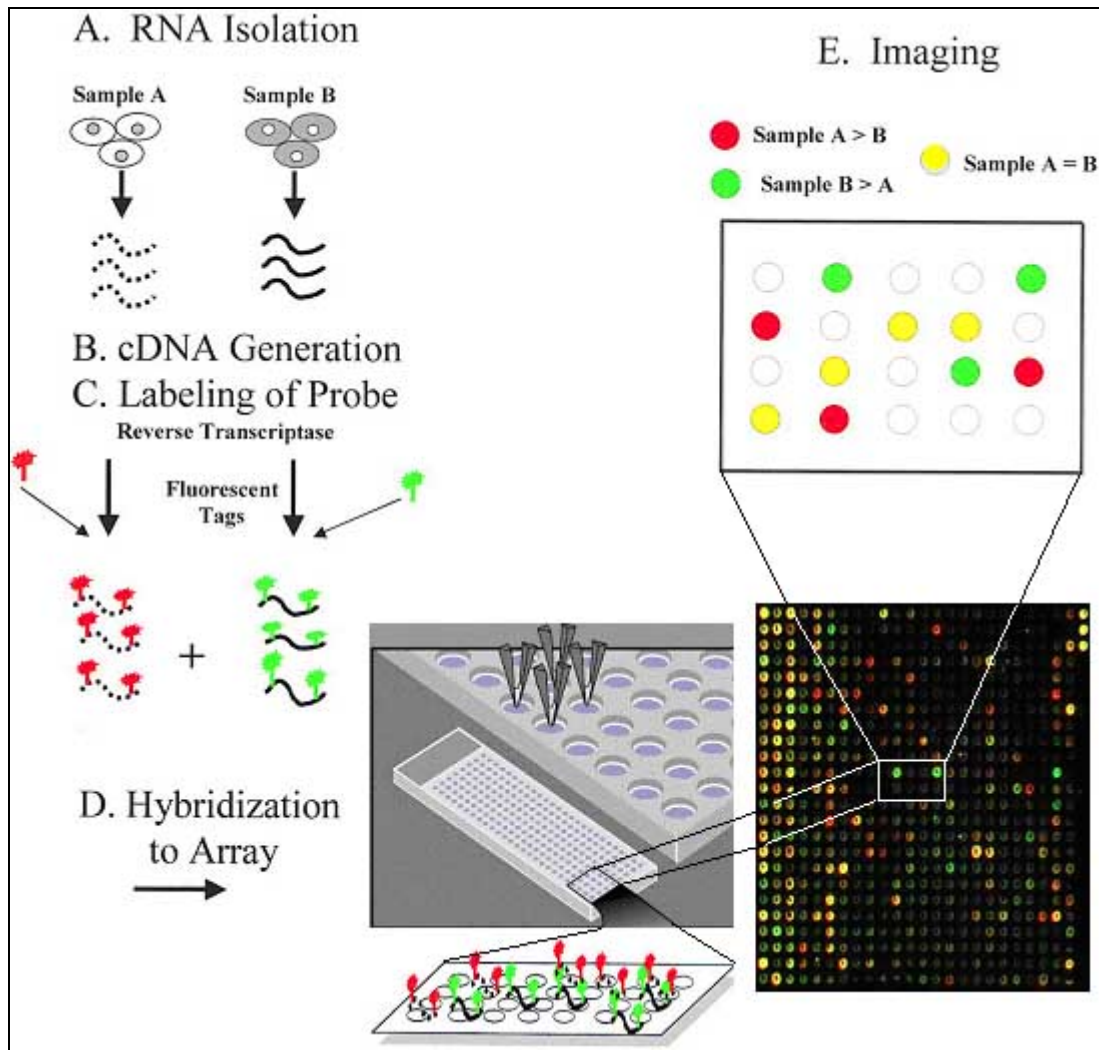 A. RNA Isolation
Sample A
Sample B
B. cDNA Generation
C. Labeling of Probe
Reverse Transcriptase
Fluorescent
Tags
+
D. Hybridization
to Array
E. Imaging
Sample A > B
Sample B > A
Sample A = B